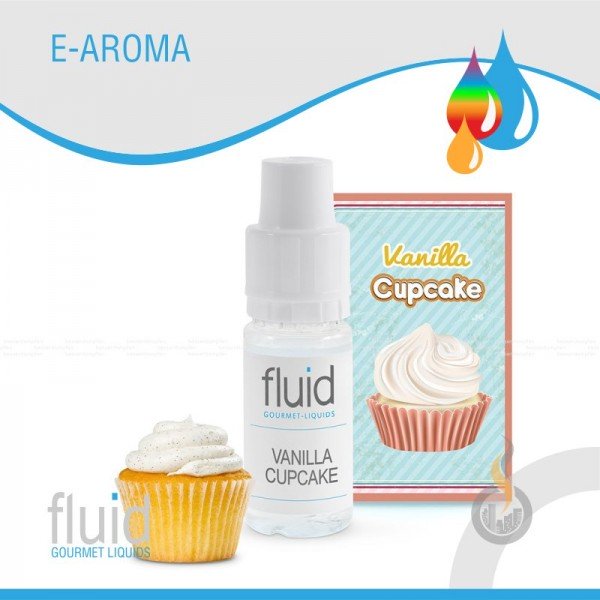 E-AROMA
Vanilla
Cupcake
fluid
GOURMET-LIQUIDS
VANILLA
CUPCAKE
fluid
GOURMET LIQUIDS